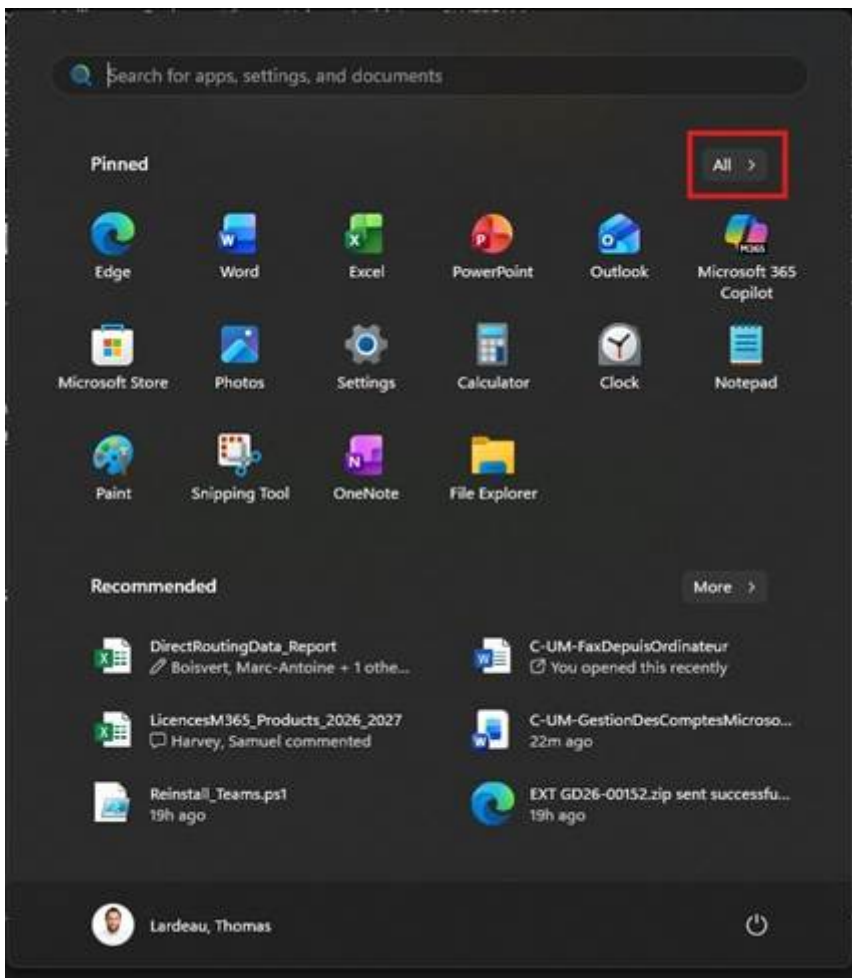 Search for apps, settings, and documents
Pinned
All >
Edge
Word
Excel
PowerPoint
Outlook
Microsoft 365 Copilot
Microsoft Store
Photos
Settings
Calculator
Clock
Notepad
Paint
Snipping Tool
OneNote
File Explorer
Recommended
More >
DirectRoutingData_Report
Boisvert, Marc-Antoine + 1 othe...
C-UM-FaxDepuisOrdinateur
You opened this recently
LicencesM365_Products_2026_2027
Harvey, Samuel commented
C-UM-GestionDesComptesMicroso...
22m ago
Reinstall_Teams.ps1
19h ago
EXT GD26-00152.zip sent successfu...
19h ago
Lardeau, Thomas